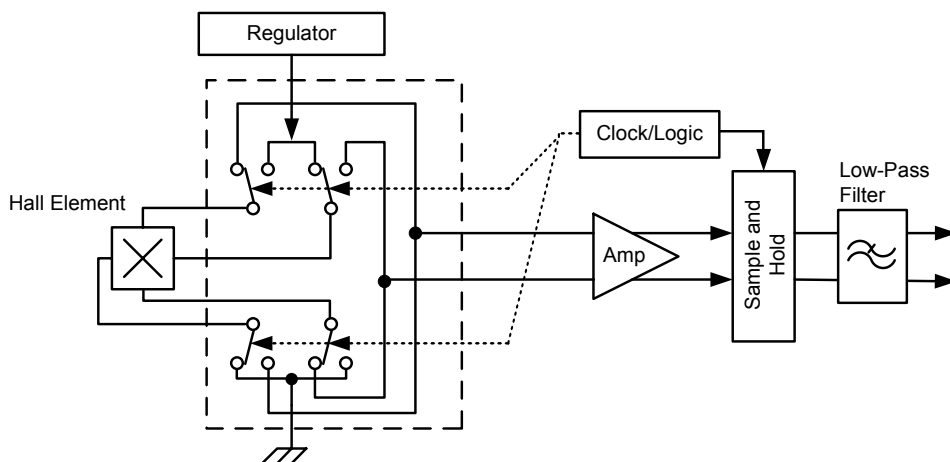 Regulator
Clock/Logic
Low-Pass
Filter
Hall Element
Amp
Sample and
Hold